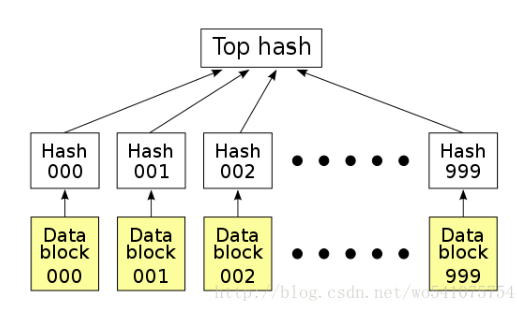 Top hash
Hash
000
Hash
001
Hash
002
Hash
999
Data
block
000
Data
block
001
Data
block
002
Data
block
999
http://blog.csdn.net/wo541075754